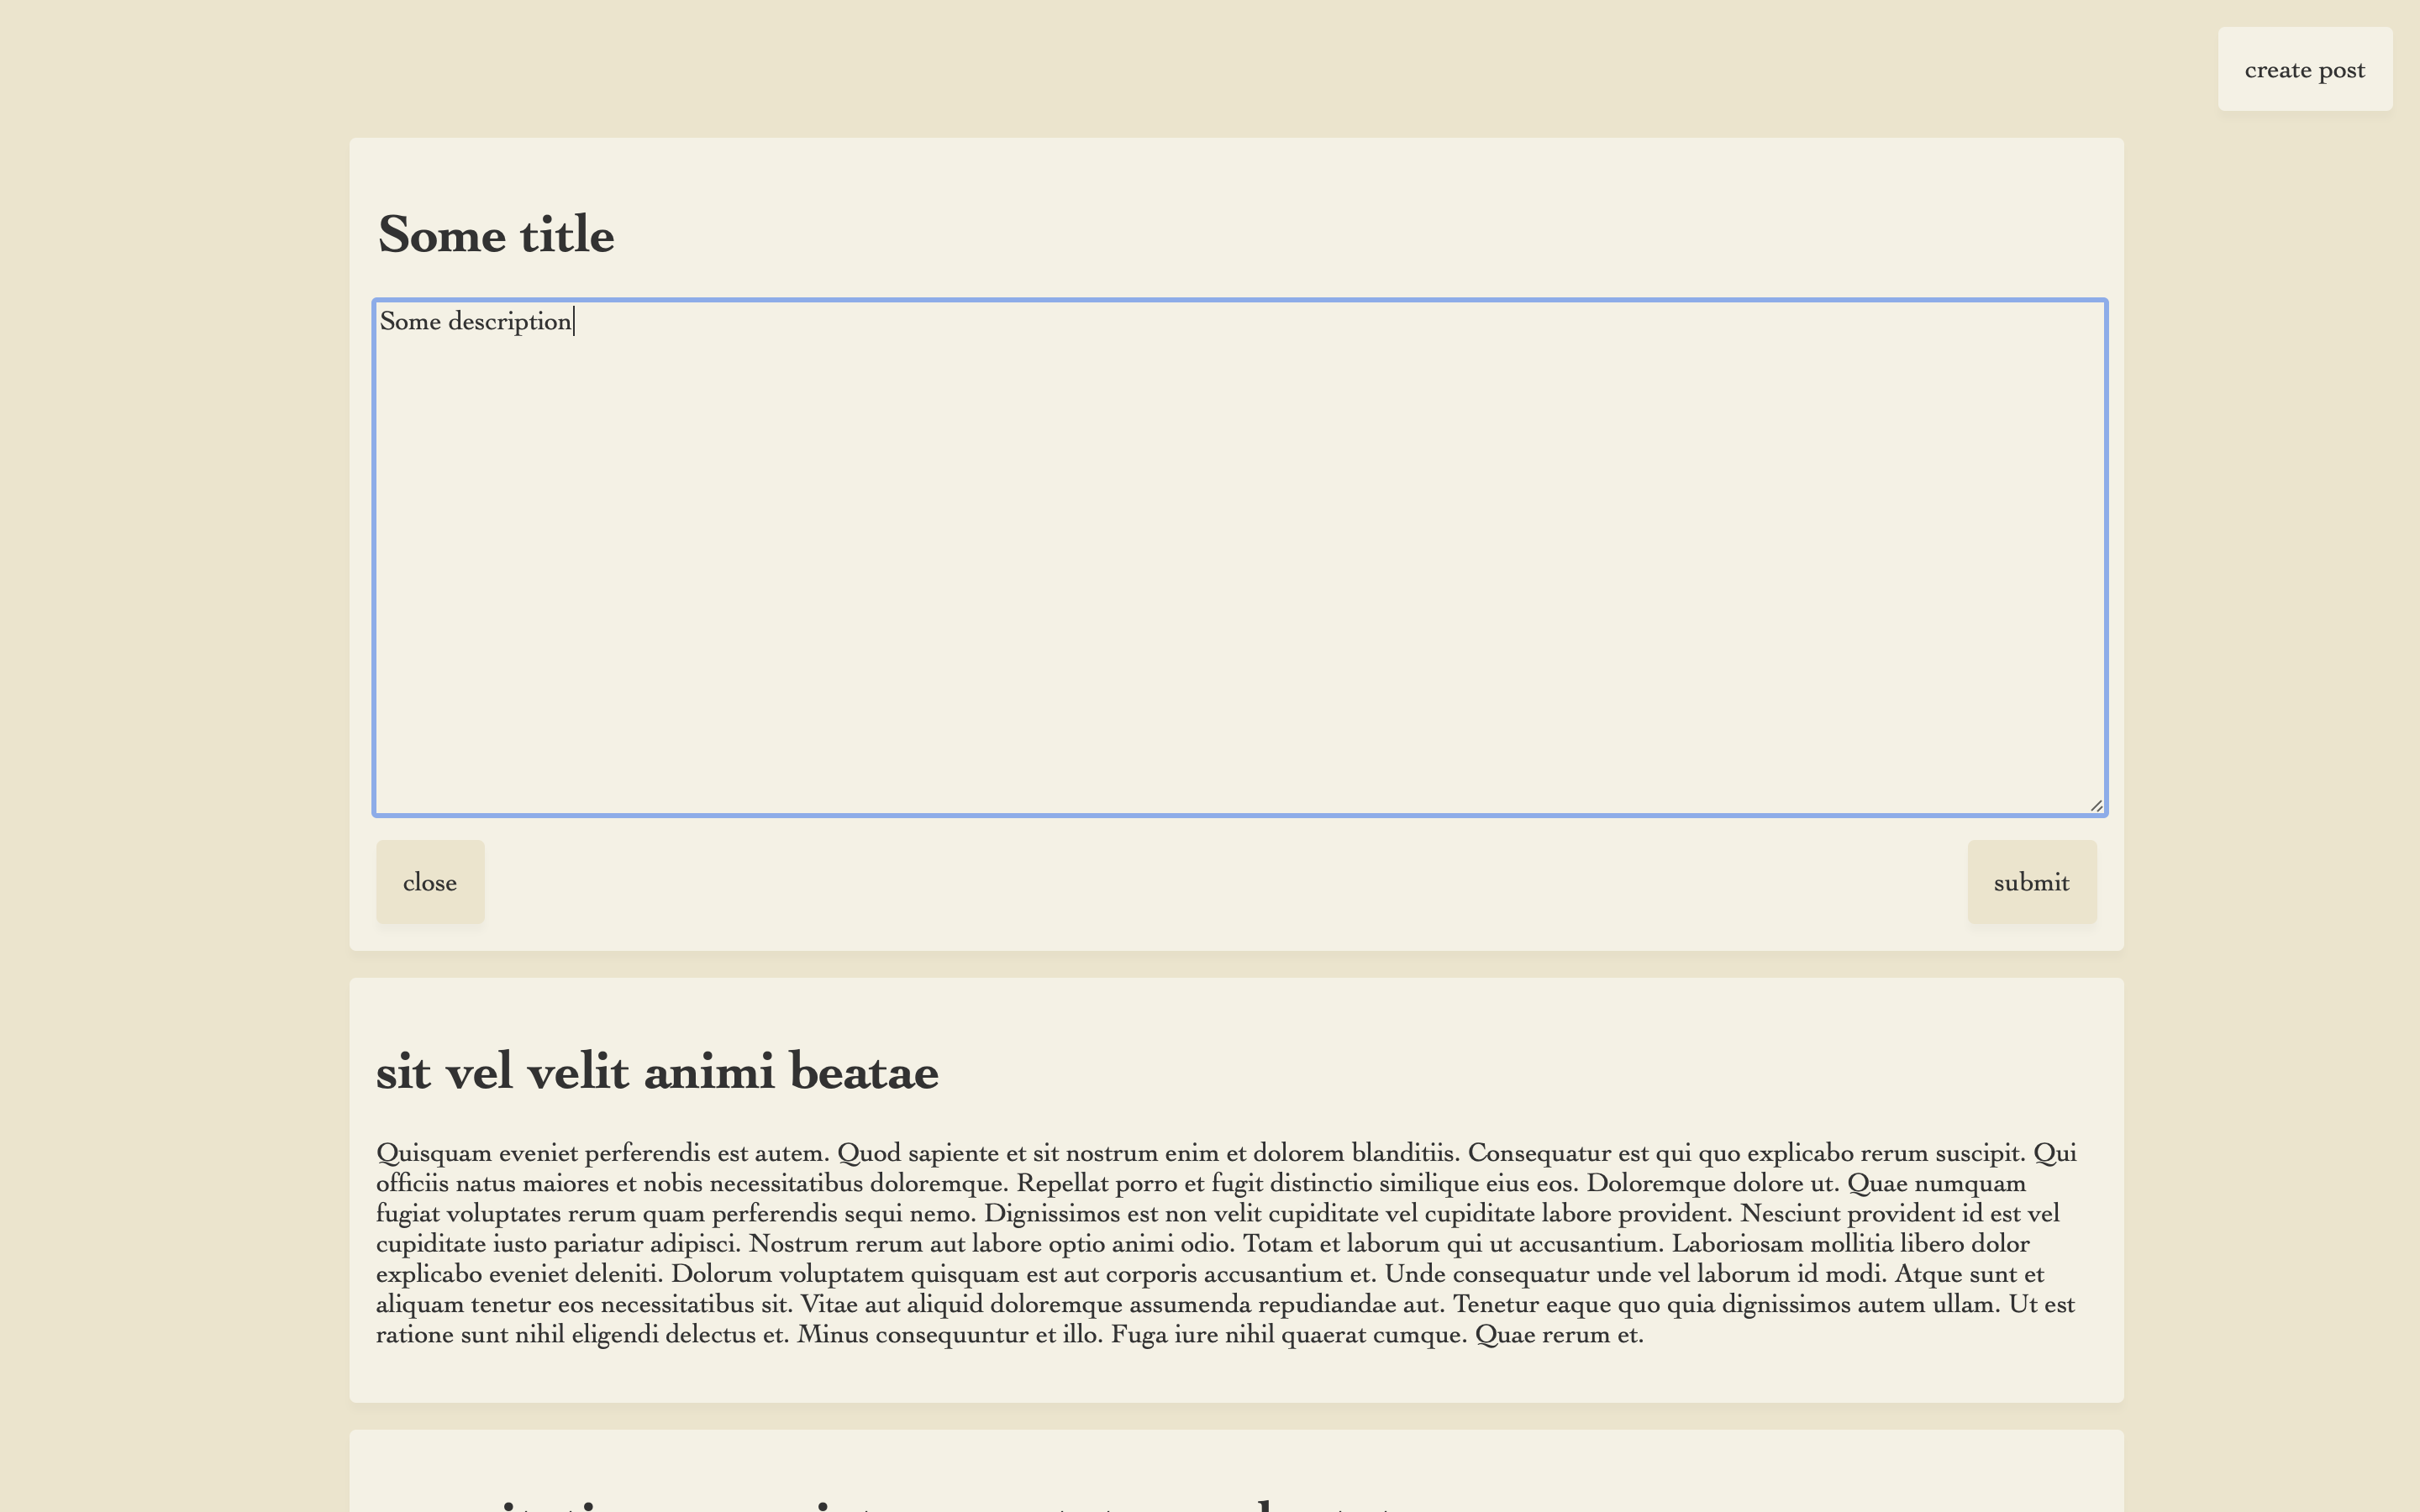 create post
Some title
Some description
close
submit
sit vel velit animi beatae
Quisquam eveniet perferendis est autem. Quod sapiente et sit nostrum enim et dolorem blanditiis. Consequatur est qui quo explicabo rerum suscipit. Qui
officiis natus maiores et nobis necessitatibus doloremque. Repellat porro et fugit distinctio similique eius eos. Doloremque dolore ut. Quae numquam
fugiat voluptates rerum quam perferendis sequi nemo. Dignissimos est non velit cupiditate vel cupiditate labore provident. Nesciunt provident id est vel
cupiditate iusto pariatur adipisci. Nostrum rerum aut labore optio animi odio. Totam et laborum qui ut accusantium. Laboriosam mollitia libero dolor
explicabo eveniet deleniti. Dolorum voluptatem quisquam est aut corporis accusantium et. Unde consequatur unde vel laborum id modi. Atque sunt et
aliquam tenetur eos necessitatibus sit. Vitae aut aliquid doloremque assumenda repudiandae aut. Tenetur eaque quo quia dignissimos autem ullam. Ut est
ratione sunt nihil eligendi delectus et. Minus consequuntur et illo. Fuga iure nihil quaerat cumque. Quae rerum et.